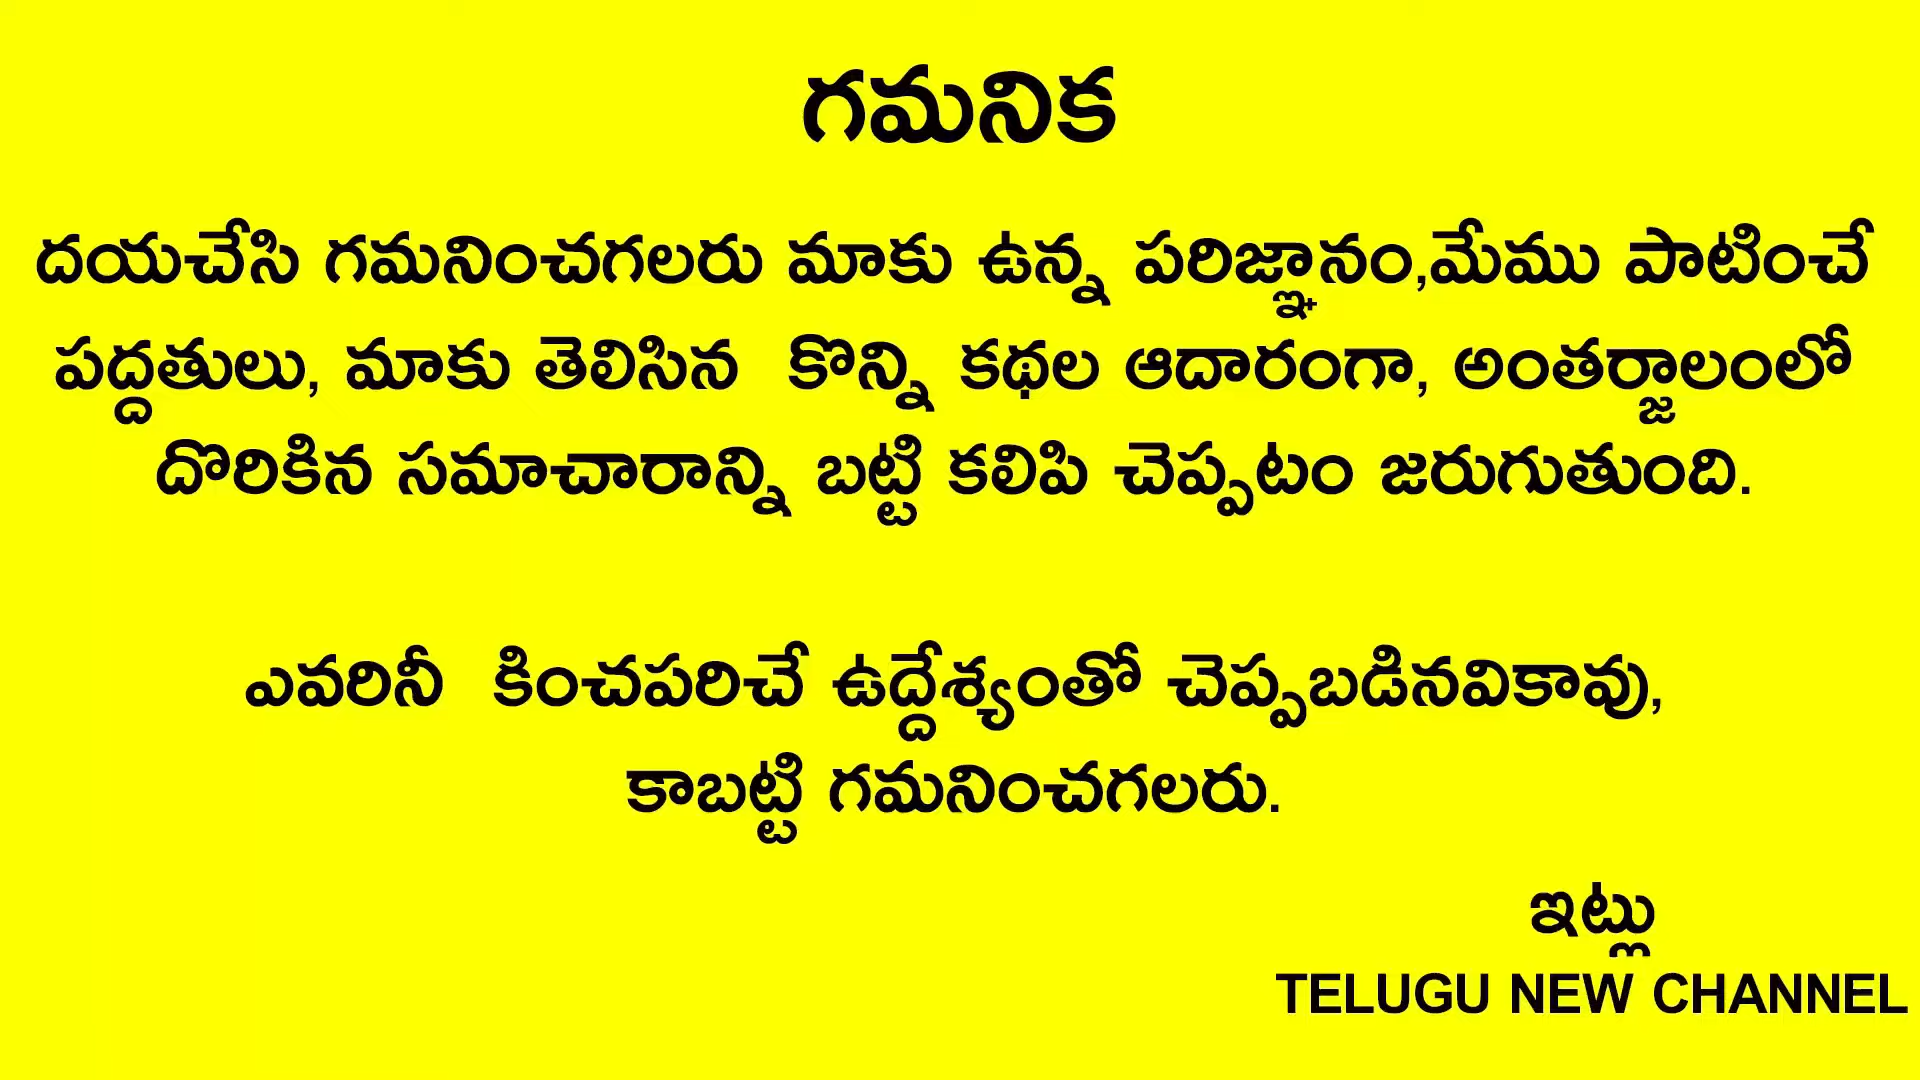 గమనిక
దయచేసి గమనించగలరు మాకు ఉన్న పరిజ్ఞానం,మేము పాటించే
పద్దతులు, మాకు తెలిసిన కొన్ని కథల ఆదారంగా, అంతర్జాలంలో
దొరికిన సమాచారాన్ని బట్టి కలిపి చెప్పటం జరుగుతుంది.
ఎవరినీ కించపరిచే ఉద్దేశ్యంతో చెప్పబడినవికావు,
కాబట్టి గమనించగలరు.
ఇట్లు
TELUGU NEW CHANNEL